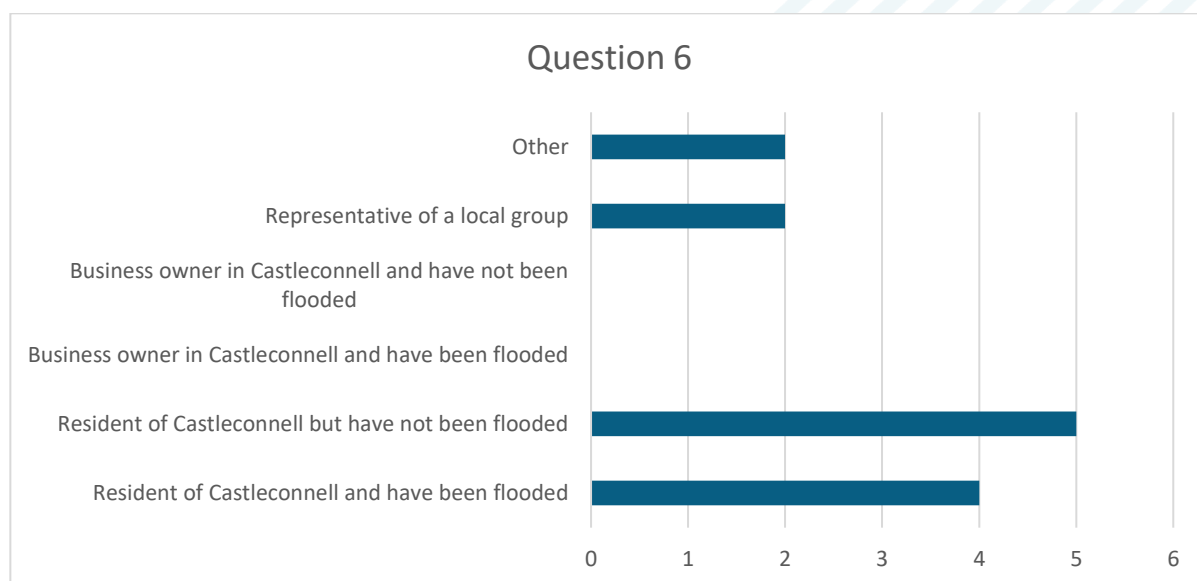 Question 6
Other
Representative of a local group
Business owner in Castleconnell and have not been
flooded
Business owner in Castleconnell and have been flooded
Resident of Castleconnell but have not been flooded
Resident of Castleconnell and have been flooded
0 1 2 3 4 5 6